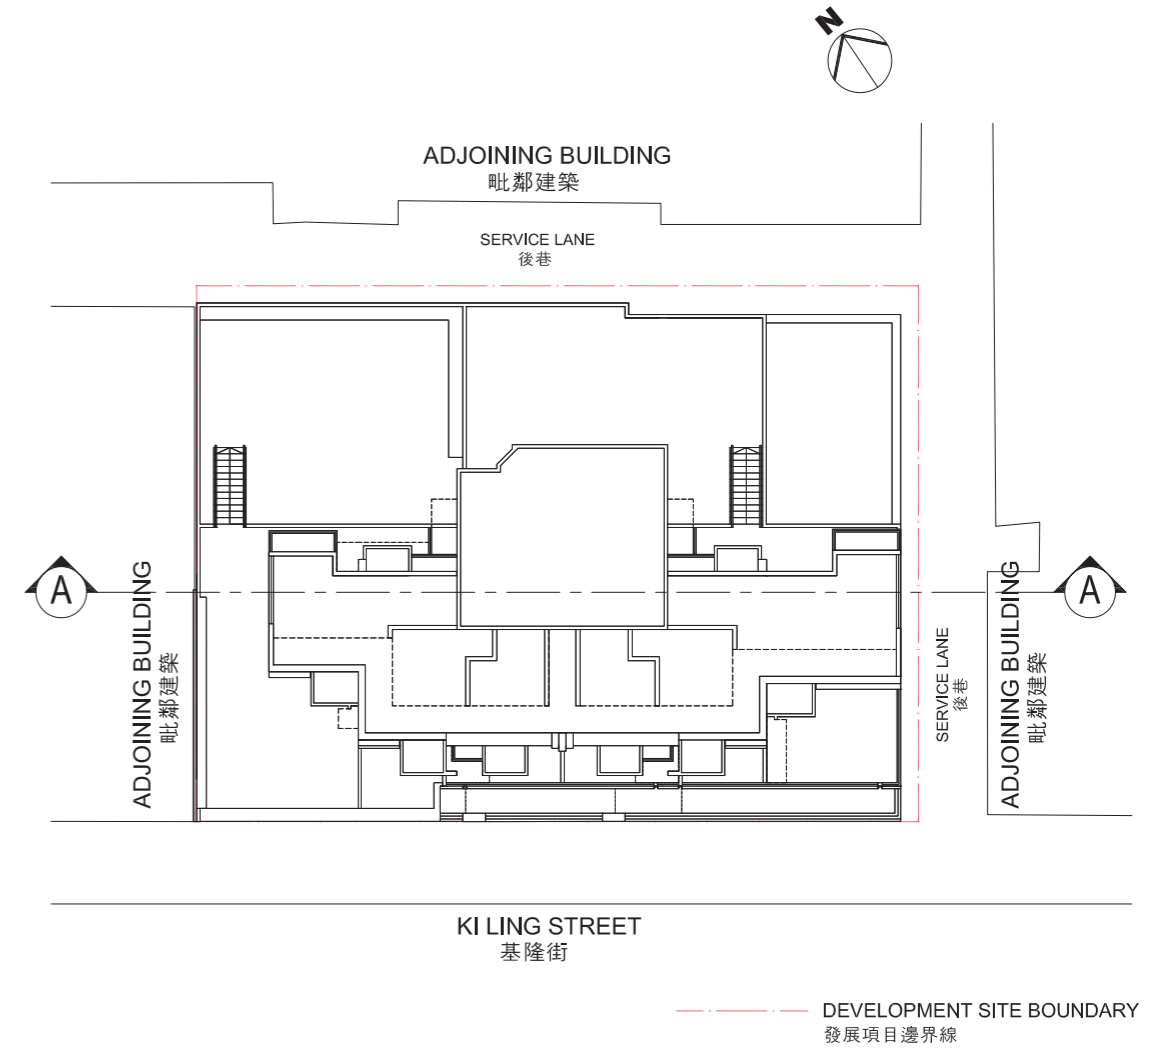 N
ADJOINING BUILDING
毗鄰建築
SERVICE LANE
後巷
A
ADJOINING BUILDING
毗鄰建築
SERVICE LANE
後巷
ADJOINING BUILDING
毗鄰建築
A
KI LING STREET
基隆街
DEVELOPMENT SITE BOUNDARY
發展項目邊界線